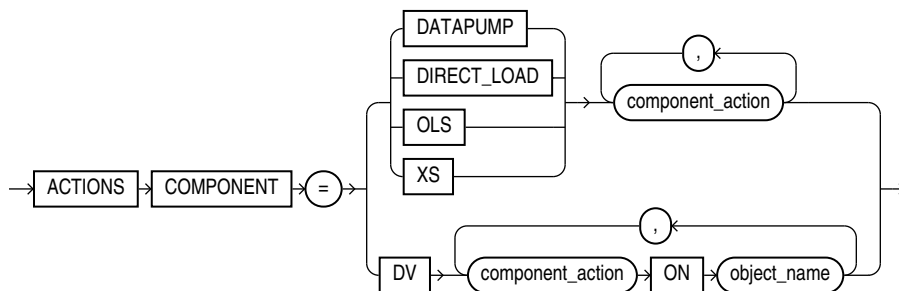 DATAPUMP
,
DIRECT_LOAD
component_action
OLS
XS
ACTIONS COMPONENT =
,
DV component_action ON object_name